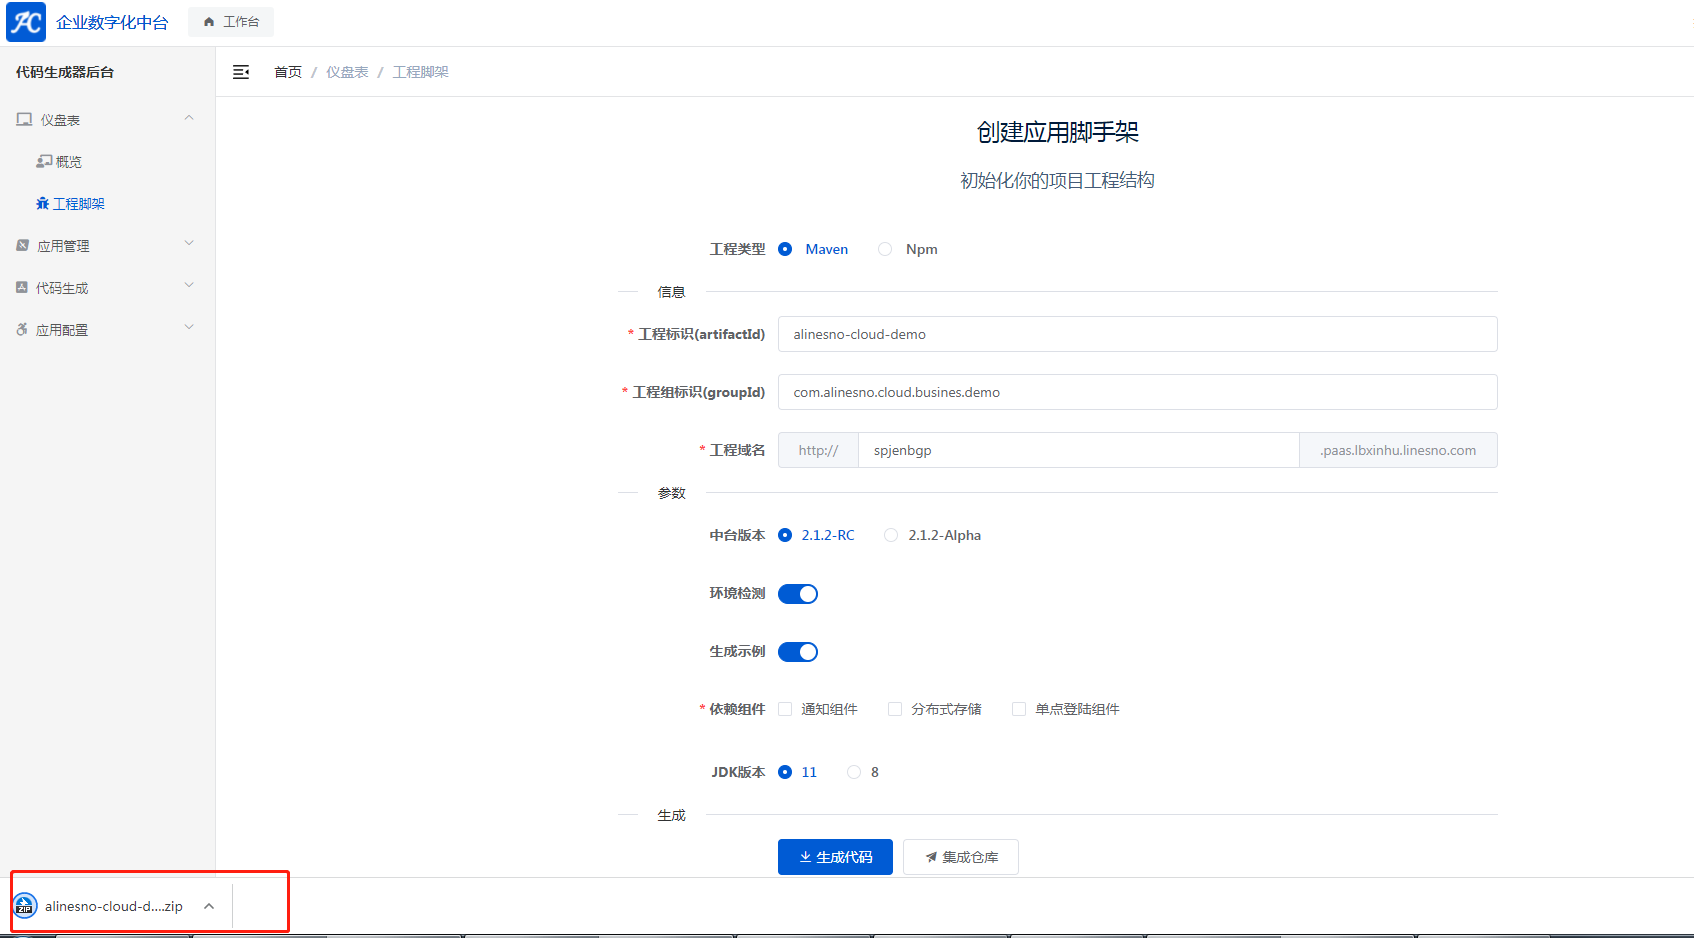 企业数字化中台
工作台
代码生成器后台
仪盘表
概览
工程脚架
应用管理
代码生成
应用配置
首页 / 仪盘表 / 工程脚架
创建应用脚手架
初始化你的项目工程结构
工程类型 Maven Npm
信息
* 工程标识(artifactId) alinesno-cloud-demo
* 工程组标识(groupId) com.alinesno.cloud.busines.demo
* 工程域名 http:// spjenbgp .paas.lbxinhu.linesno.com
参数
中台版本 2.1.2-RC 2.1.2-Alpha
环境检测
生成示例
* 依赖组件 通知组件 分布式存储 单点登陆组件
JDK版本 11 8
生成
生成代码 集成仓库
ZIP alinesno-cloud-d....zip